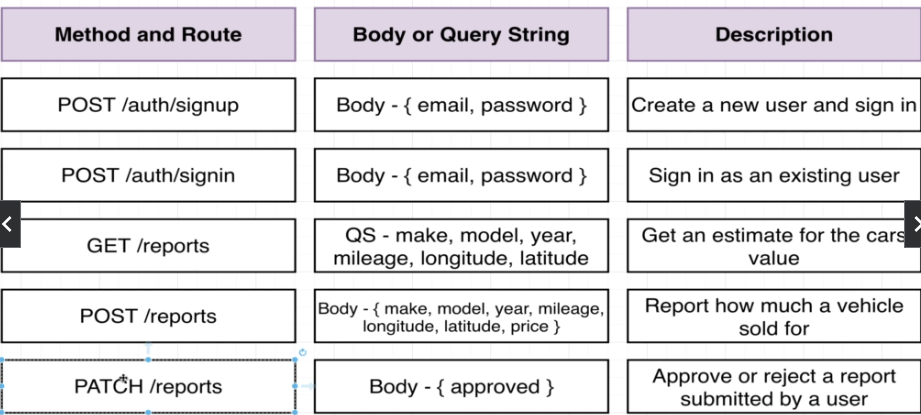 Method and Route
Body or Query String
Description
POST /auth/signup
Body - { email, password }
Create a new user and sign in
POST /auth/signin
Body - { email, password }
Sign in as an existing user
GET /reports
QS - make, model, year,
mileage, longitude, latitude
Get an estimate for the cars
value
POST /reports
Body - { make, model, year, mileage,
longitude, latitude, price }
Report how much a vehicle
sold for
PATCH /reports
Body - { approved }
Approve or reject a report
submitted by a user